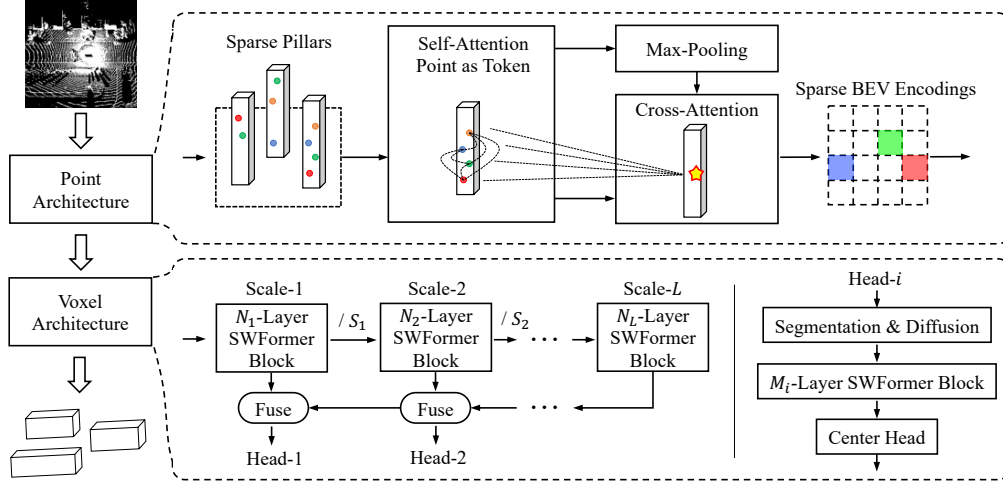 Sparse Pillars
Self-Attention
Point as Token
Max-Pooling
Cross-Attention
Sparse BEV Encodings
Point
Architecture
Voxel
Architecture
Scale-1
N₁-Layer
SWFormer
Block
/ S₁
Scale-2
N₂-Layer
SWFormer
Block
/ S₂
· · ·
Scale-L
N_L-Layer
SWFormer
Block
Fuse
Fuse
· · ·
Head-1
Head-2
Head-i
Segmentation & Diffusion
Mᵢ-Layer SWFormer Block
Center Head